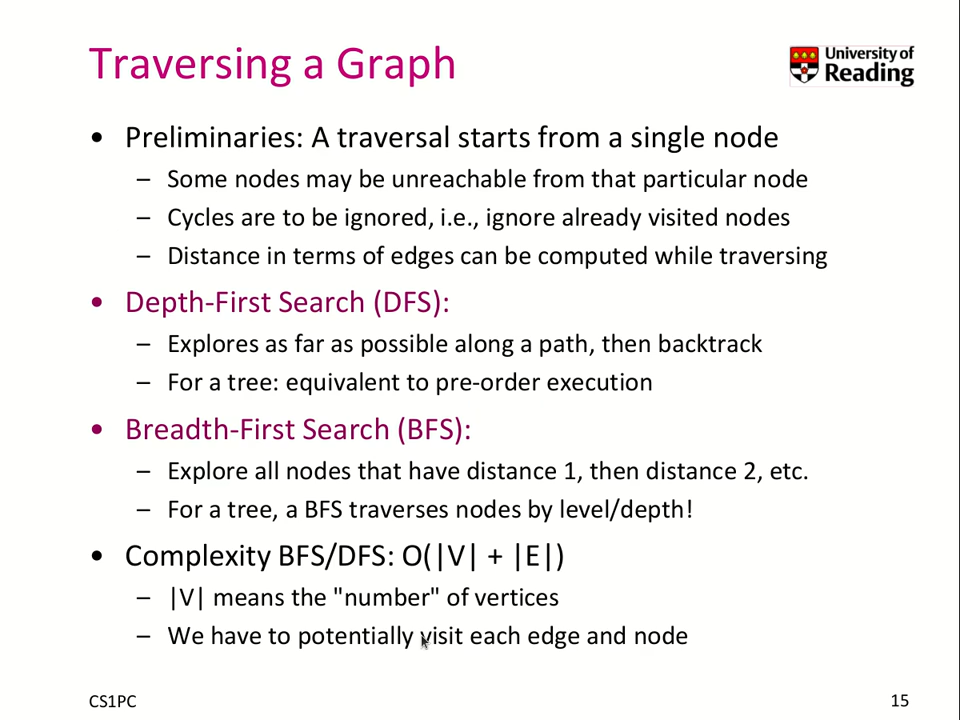 Traversing a Graph
University of
Reading
• Preliminaries: A traversal starts from a single node
– Some nodes may be unreachable from that particular node
– Cycles are to be ignored, i.e., ignore already visited nodes
– Distance in terms of edges can be computed while traversing
• Depth-First Search (DFS):
– Explores as far as possible along a path, then backtrack
– For a tree: equivalent to pre-order execution
• Breadth-First Search (BFS):
– Explore all nodes that have distance 1, then distance 2, etc.
– For a tree, a BFS traverses nodes by level/depth!
• Complexity BFS/DFS: O(|V| + |E|)
– |V| means the "number" of vertices
– We have to potentially visit each edge and node
CS1PC
15